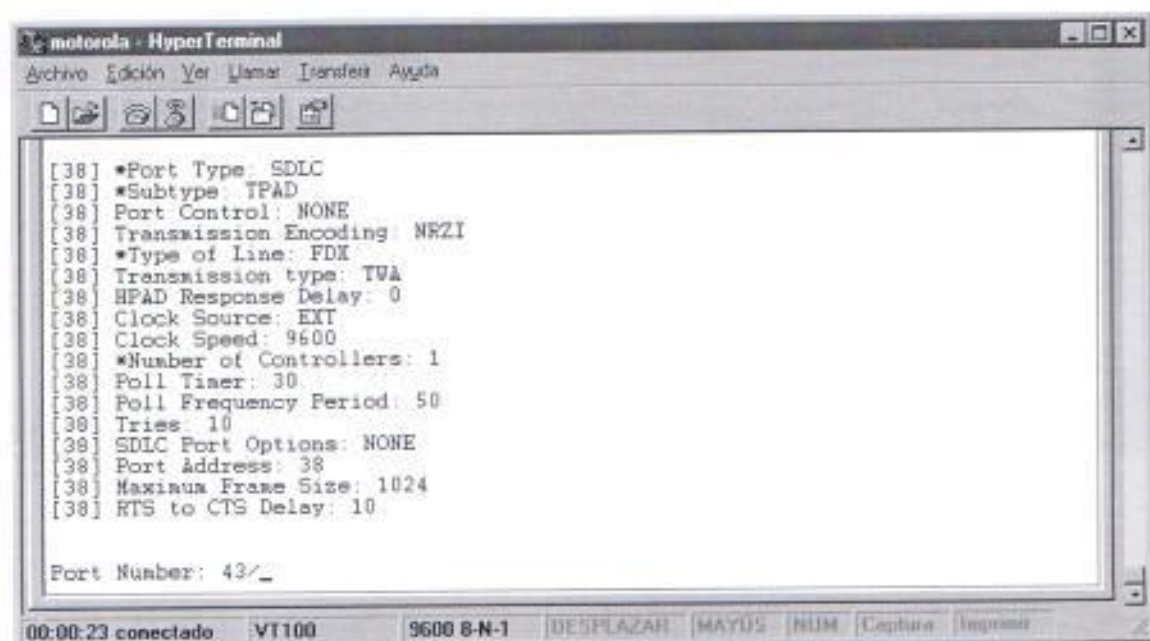 motorola - HyperTerminal
Archivo Edición Ver Llamar Transferir Ayuda
[38] *Port Type: SDLC
[38] *Subtype: TPAD
[38] Port Control: NONE
[38] Transmission Encoding: NRZI
[38] *Type of Line: FDX
[38] Transmission type: TWA
[38] HPAD Response Delay: 0
[38] Clock Source: EXT
[38] Clock Speed: 9600
[38] *Number of Controllers: 1
[38] Poll Timer: 30
[38] Poll Frequency Period: 50
[38] Tries: 10
[38] SDLC Port Options: NONE
[38] Port Address: 38
[38] Maximum Frame Size: 1024
[38] RTS to CTS Delay: 10
Port Number: 43/_
00:00:23 conectado VT100 9600 8-N-1 DESPLAZAR MAYÚS NUM Captura Imprimir